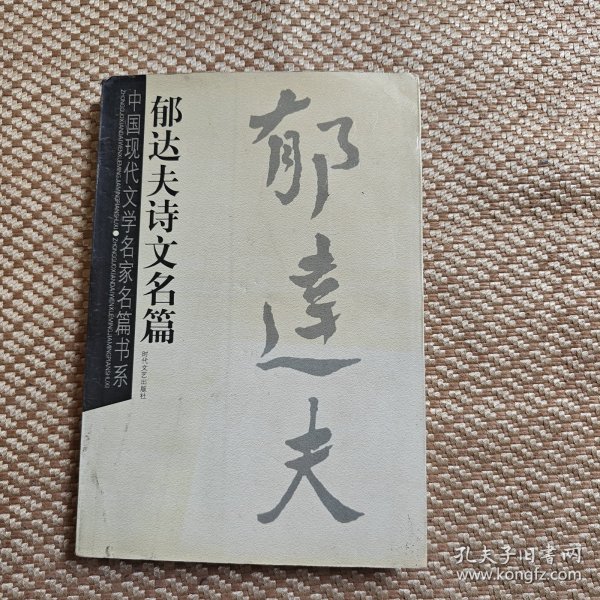 中国现代文学名家名篇书系
郁达夫诗文名篇
时代文艺出版社
郁達夫
孔夫子旧书网
www.kongfz.com